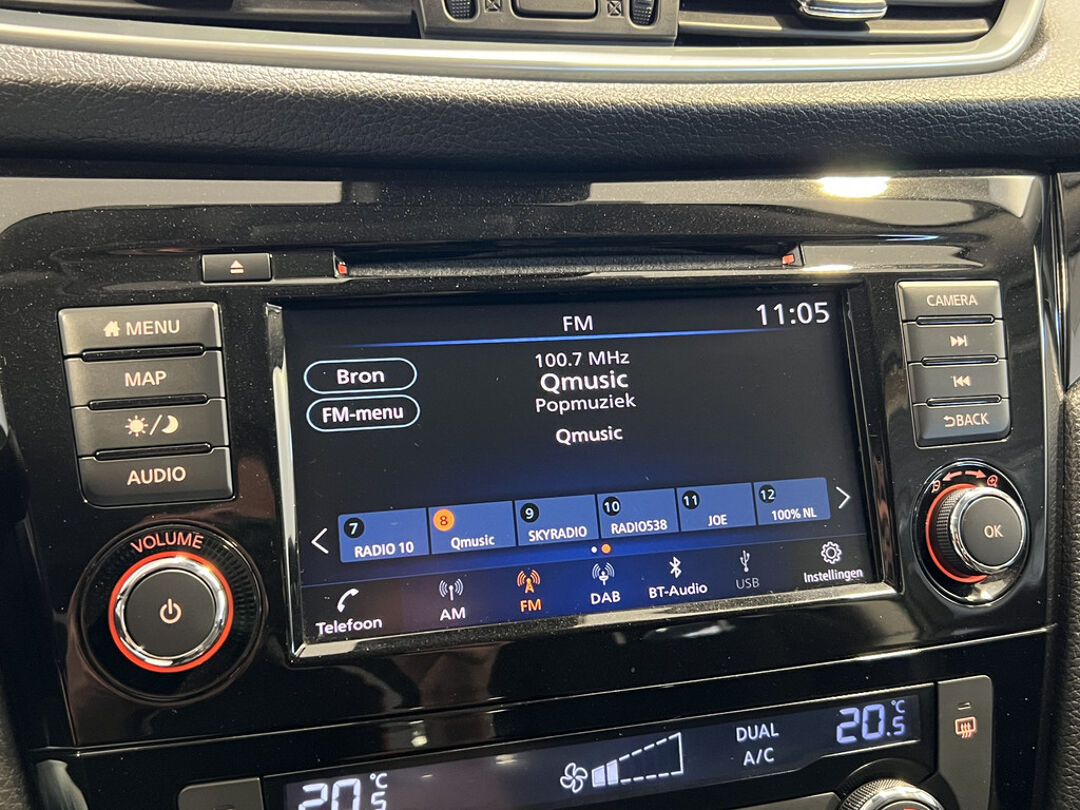 MENU
MAP
AUDIO
VOLUME
FM
11:05
Bron
FM-menu
100.7 MHz
Qmusic
Popmuziek
Qmusic
7
RADIO 10
8
Qmusic
9
SKYRADIO
10
RADIO538
11
JOE
12
100% NL
Telefoon
AM
FM
DAB
BT-Audio
USB
Instellingen
CAMERA
BACK
OK
20.5 °C
DUAL
A/C
20.5 °C